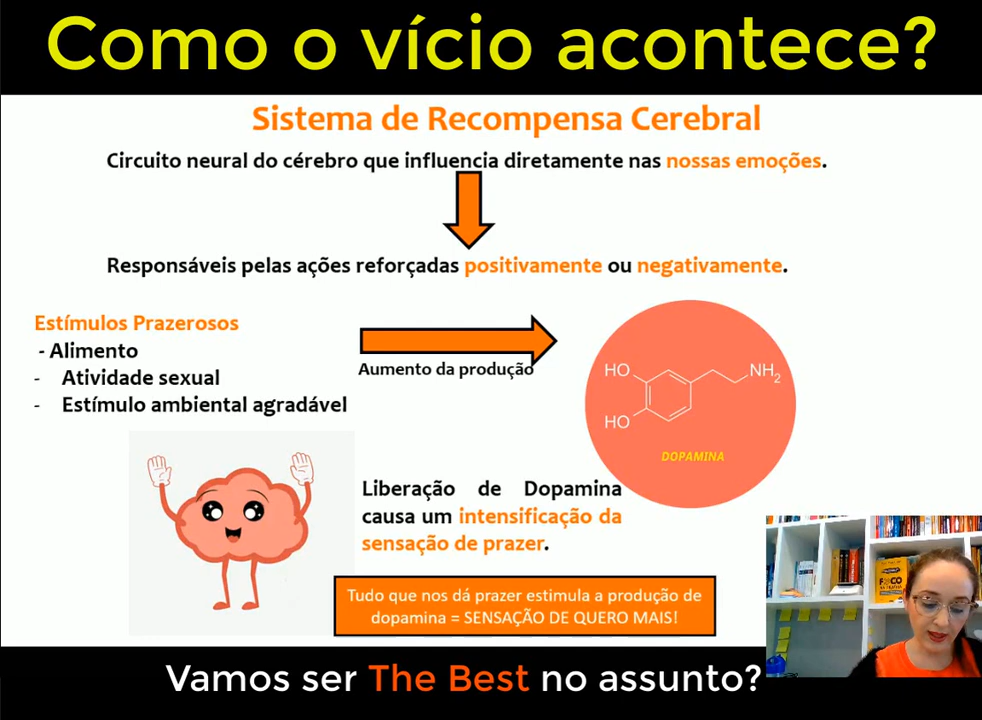 Como o vício acontece?
Sistema de Recompensa Cerebral
Circuito neural do cérebro que influencia diretamente nas nossas emoções.
Responsáveis pelas ações reforçadas positivamente ou negativamente.
Estímulos Prazerosos
- Alimento
- Atividade sexual
- Estímulo ambiental agradável
Aumento da produção
HO
NH2
HO
DOPAMINA
Liberação de Dopamina
causa um intensificação da
sensação de prazer.
Tudo que nos dá prazer estimula a produção de
dopamina = SENSAÇÃO DE QUERO MAIS!
FOCO
Vamos ser The Best no assunto?